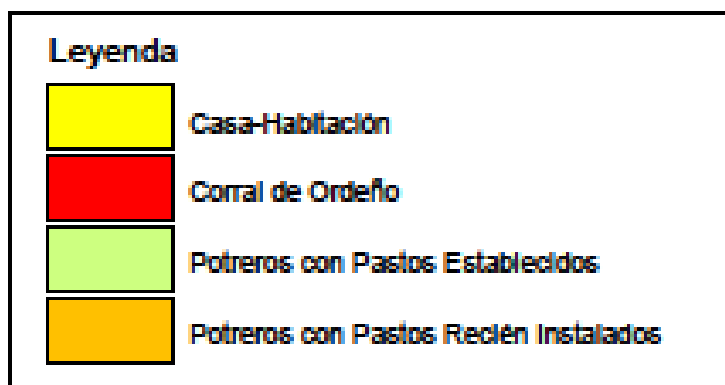 Leyenda
Casa-Habitación
Corral de Ordeño
Potreros con Pastos Establecidos
Potreros con Pastos Recién Instalados